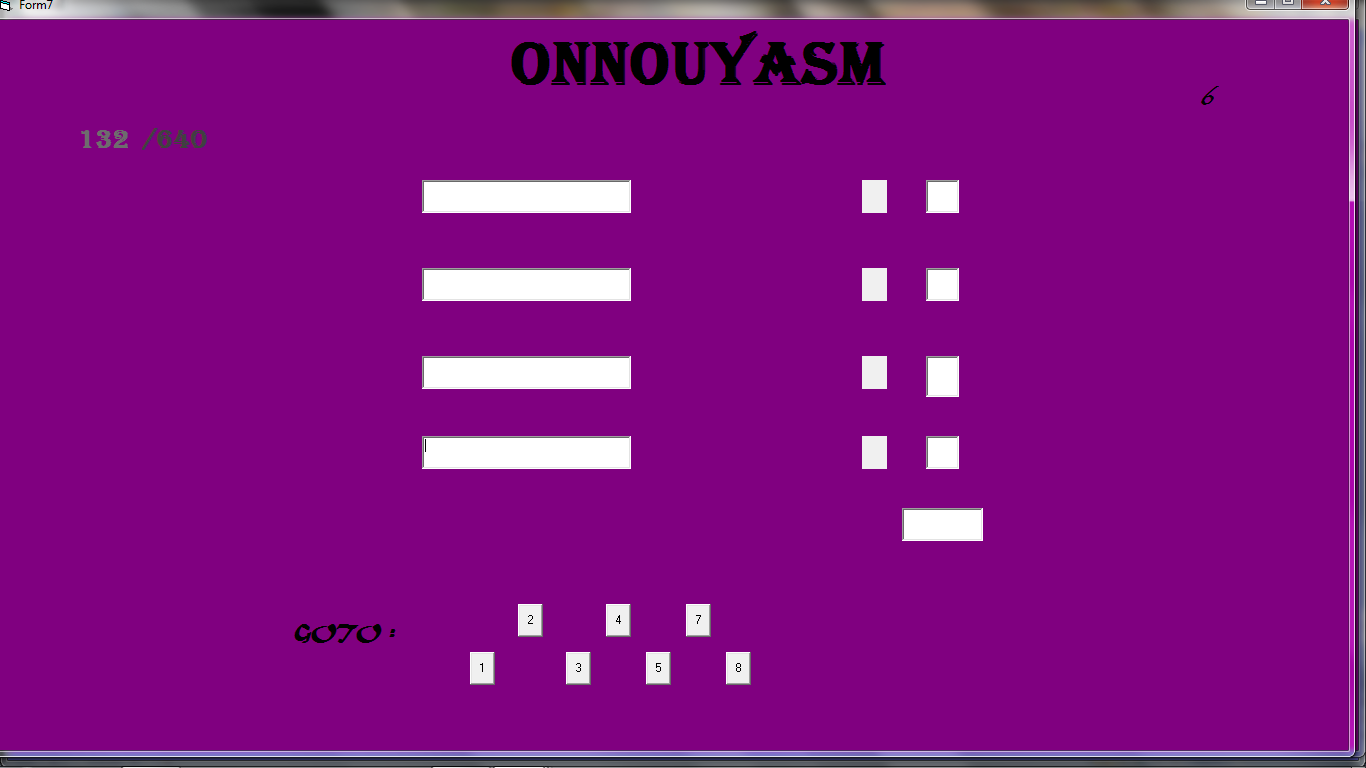 Form7
ONNOUYASM
6
132 /640
2 4 7
GOTO :
1 3 5 8